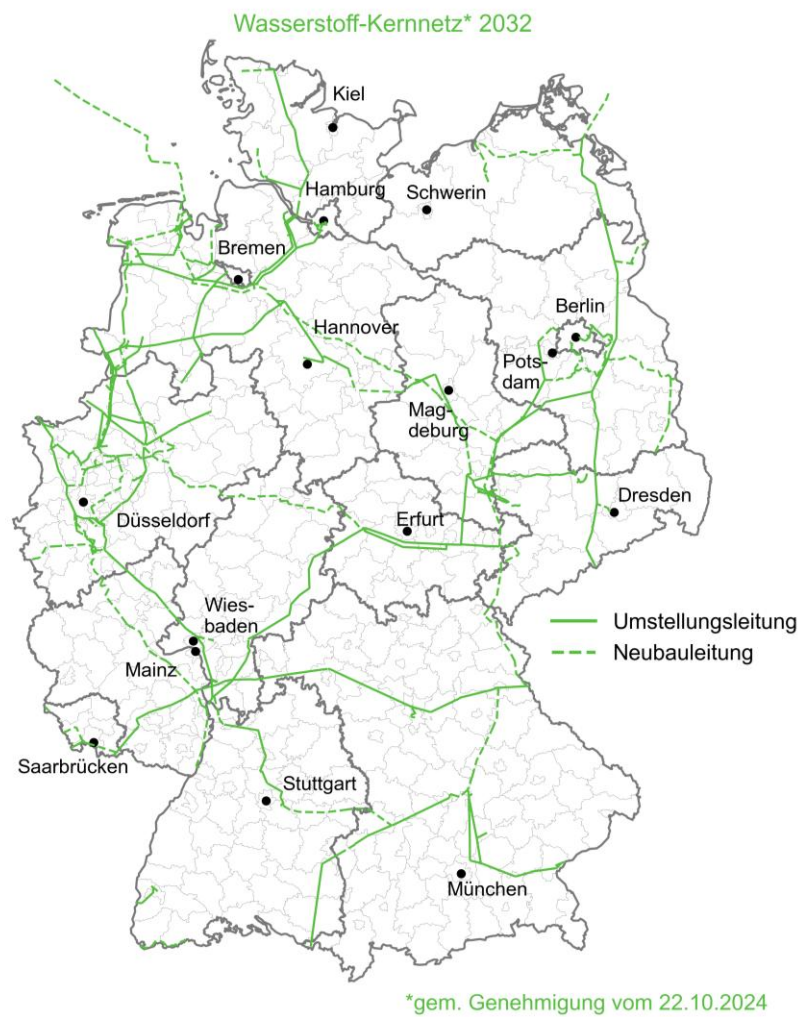 Wasserstoff-Kernnetz* 2032
Kiel
Hamburg
Schwerin
Bremen
Berlin
Hannover
Pots-
dam
Mag-
deburg
Düsseldorf
Erfurt
Dresden
Wies-
baden
Umstellungsleitung
Neubauleitung
Mainz
Saarbrücken
Stuttgart
München
*gem. Genehmigung vom 22.10.2024